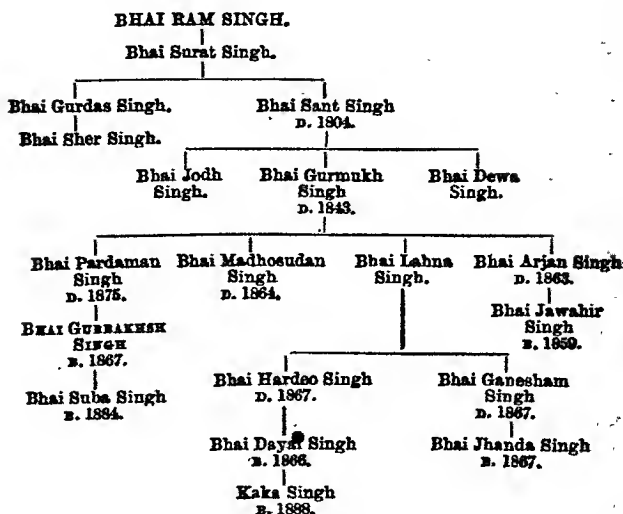 BHAI RAM SINGH.
Bhai Surat Singh.
Bhai Gurdas Singh. Bhai Sant Singh
D. 1804.
Bhai Sher Singh.
Bhai Jodh Bhai Gurmukh Bhai Dewa
Singh. Singh Singh.
D. 1843.
Bhai Pardaman Bhai Madhosudan Bhai Lahna Bhai Arjan Singh
Singh Singh Singh. D. 1863.
D. 1875. D. 1864.
Bhai Jawahir
BHAI GURBAKHSH Singh
SINGH B. 1859.
B. 1867.
Bhai Hardeo Singh Bhai Ganesham
Bhai Suba Singh D. 1867. Singh
B. 1884. D. 1867.
Bhai Dayal Singh Bhai Jhanda Singh
B. 1866. B. 1867.
Kaka Singh
B. 1888.